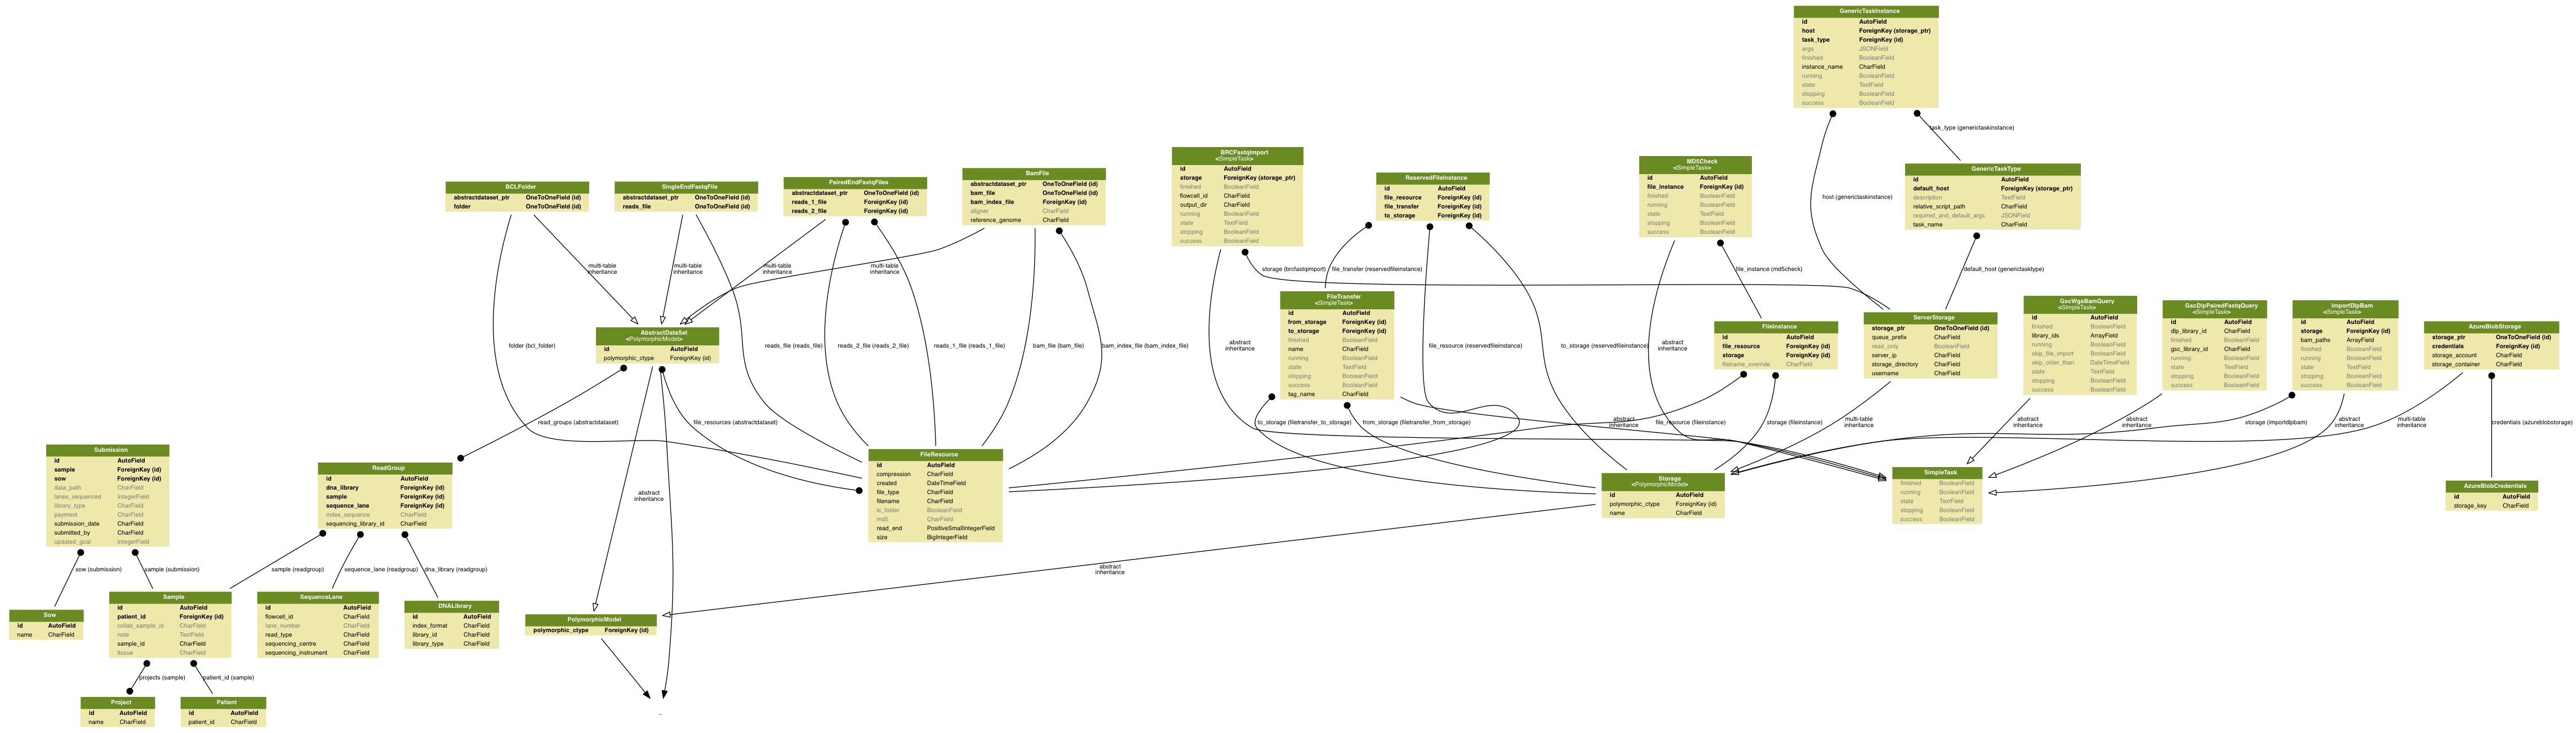 GenericTaskInstance
id AutoField
host ForeignKey (storage_ptr)
task_type ForeignKey (id)
args JSONField
finished BooleanField
instance_name CharField
running BooleanField
state TextField
stopping BooleanField
success BooleanField
task_type (generictaskinstance)
host (generictaskinstance)
BCLFolder
abstractdataset_ptr OneToOneField (id)
folder OneToOneField (id)
SingleEndFastqFile
abstractdataset_ptr OneToOneField (id)
reads_file OneToOneField (id)
PairedEndFastqFiles
abstractdataset_ptr OneToOneField (id)
reads_1_file ForeignKey (id)
reads_2_file ForeignKey (id)
BamFile
abstractdataset_ptr OneToOneField (id)
bam_file OneToOneField (id)
bam_index_file ForeignKey (id)
aligner CharField
reference_genome CharField
BRCFastqImport
<SimpleTask>
id AutoField
storage ForeignKey (storage_ptr)
finished BooleanField
flowcell_id CharField
output_dir CharField
running BooleanField
state TextField
stopping BooleanField
success BooleanField
ReservedFileInstance
id AutoField
file_resource ForeignKey (id)
file_transfer ForeignKey (id)
to_storage ForeignKey (id)
MD5Check
<SimpleTask>
id AutoField
file_instance ForeignKey (id)
finished BooleanField
running BooleanField
state TextField
stopping BooleanField
success BooleanField
GenericTaskType
id AutoField
default_host ForeignKey (storage_ptr)
description TextField
relative_script_path CharField
required_and_default_args JSONField
task_name CharField
multi-table
inheritance
multi-table
inheritance
multi-table
inheritance
multi-table
inheritance
storage (brcfastqimport)
file_transfer (reservedfileinstance)
file_instance (md5check)
default_host (generictasktype)
folder (bcl_folder)
reads_file (reads_file)
reads_2_file (reads_2_file)
reads_1_file (reads_1_file)
bam_file (bam_file)
bam_index_file (bam_index_file)
abstract
inheritance
file_resource (reservedfileinstance)
to_storage (reservedfileinstance)
abstract
inheritance
AbstractDataSet
<PolymorphicModel>
id AutoField
polymorphic_ctype ForeignKey (id)
FileTransfer
<SimpleTask>
id AutoField
from_storage ForeignKey (id)
to_storage ForeignKey (id)
finished BooleanField
name CharField
running BooleanField
state TextField
stopping BooleanField
success BooleanField
tag_name CharField
FileInstance
id AutoField
file_resource ForeignKey (id)
storage ForeignKey (id)
filename_override CharField
ServerStorage
storage_ptr OneToOneField (id)
queue_prefix CharField
read_only BooleanField
server_ip CharField
storage_directory CharField
username CharField
GscWgsBamQuery
<SimpleTask>
id AutoField
finished BooleanField
library_ids ArrayField
running BooleanField
skip_file_import BooleanField
skip_older_then DateTimeField
state TextField
stopping BooleanField
success BooleanField
GscDlpPairedFastqQuery
<SimpleTask>
id AutoField
dlp_library_id CharField
finished BooleanField
gsc_library_id CharField
running BooleanField
state TextField
stopping BooleanField
success BooleanField
ImportDlpBam
<SimpleTask>
id AutoField
storage ForeignKey (id)
bam_paths ArrayField
finished BooleanField
running BooleanField
state TextField
stopping BooleanField
success BooleanField
AzureBlobStorage
storage_ptr OneToOneField (id)
credentials ForeignKey (id)
storage_account CharField
storage_container CharField
read_groups (abstractdataset)
file_resources (abstractdataset)
to_storage (filetransfer_to_storage)
from_storage (filetransfer_from_storage)
abstract
inheritance
file_resource (fileinstance)
storage (fileinstance)
multi-table
inheritance
abstract
inheritance
abstract
inheritance
storage (importdlpbam)
abstract
inheritance
multi-table
inheritance
credentials (azureblobstorage)
Submission
id AutoField
sample ForeignKey (id)
sow ForeignKey (id)
data_path CharField
lanes_sequenced IntegerField
library_type CharField
payment CharField
submission_date CharField
submitted_by CharField
updated_goal IntegerField
ReadGroup
id AutoField
dna_library ForeignKey (id)
sample ForeignKey (id)
sequence_lane ForeignKey (id)
index_sequence CharField
sequencing_library_id CharField
FileResource
id AutoField
compression CharField
created DateTimeField
file_type CharField
filename CharField
is_folder BooleanField
md5 CharField
read_end PositiveSmallIntegerField
size BigIntegerField
Storage
<PolymorphicModel>
id AutoField
polymorphic_ctype ForeignKey (id)
name CharField
SimpleTask
finished BooleanField
running BooleanField
state TextField
stopping BooleanField
success BooleanField
AzureBlobCredentials
id AutoField
storage_key CharField
abstract
inheritance
sow (submission)
sample (submission)
sample (readgroup)
sequence_lane (readgroup)
dna_library (readgroup)
abstract
inheritance
Sow
id AutoField
name CharField
Sample
id AutoField
patient_id ForeignKey (id)
collab_sample_id CharField
note TextField
sample_id CharField
tissue CharField
SequenceLane
id AutoField
flowcell_id CharField
lane_number CharField
read_type CharField
sequencing_centre CharField
sequencing_instrument CharField
DNALibrary
id AutoField
index_format CharField
library_id CharField
library_type CharField
PolymorphicModel
polymorphic_ctype ForeignKey (id)
projects (sample)
patient_id (sample)
Project
id AutoField
name CharField
Patient
id AutoField
patient_id CharField